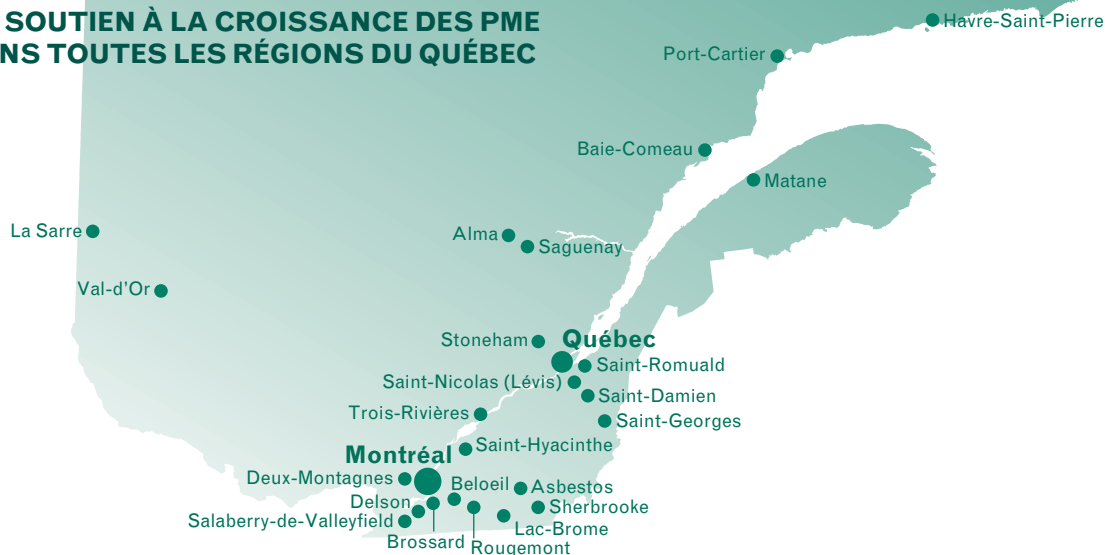 SOUTIEN À LA CROISSANCE DES PME
NS TOUTES LES RÉGIONS DU QUÉBEC
Havre-Saint-Pierre
Port-Cartier
Baie-Comeau
Matane
La Sarre
Alma
Saguenay
Val-d'Or
Stoneham
Québec
Saint-Romuald
Saint-Nicolas (Lévis)
Saint-Damien
Trois-Rivières
Saint-Georges
Saint-Hyacinthe
Montréal
Deux-Montagnes
Beloeil
Asbestos
Delson
Sherbrooke
Salaberry-de-Valleyfield
Lac-Brome
Brossard
Rougemont